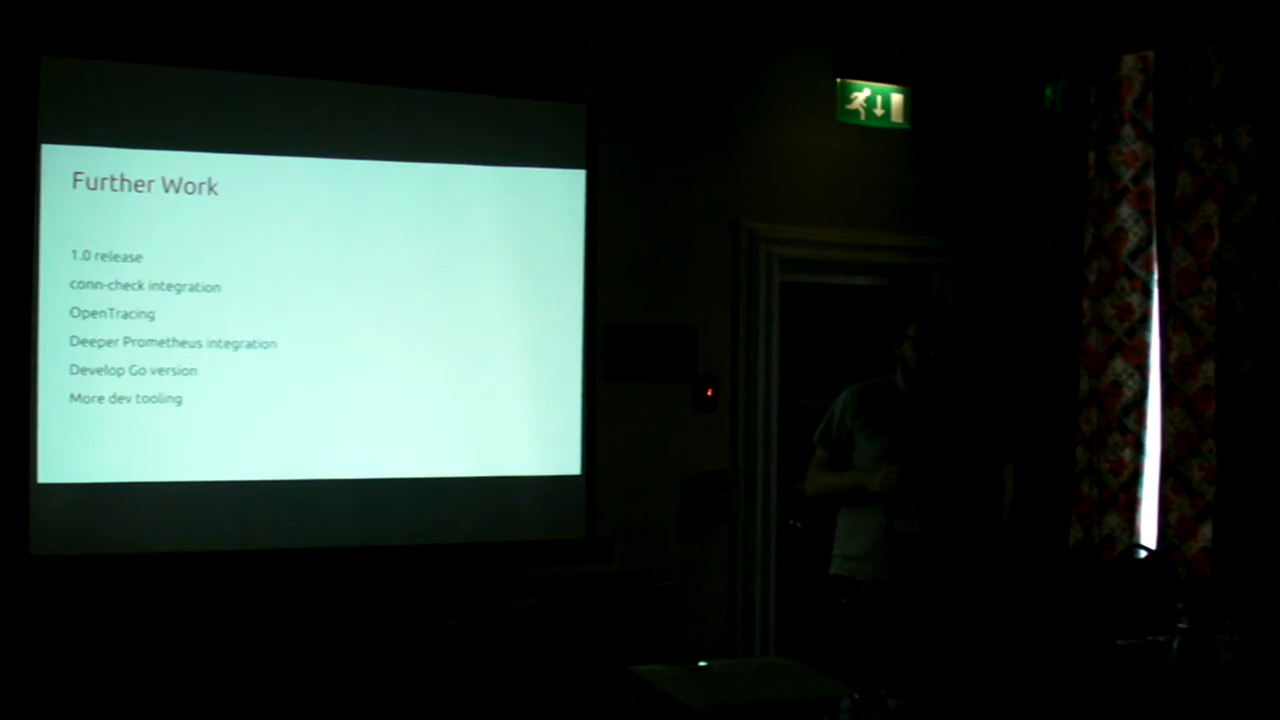 Further Work
1.0 release
conn-check integration
OpenTracing
Deeper Prometheus integration
Develop Go version
More dev tooling